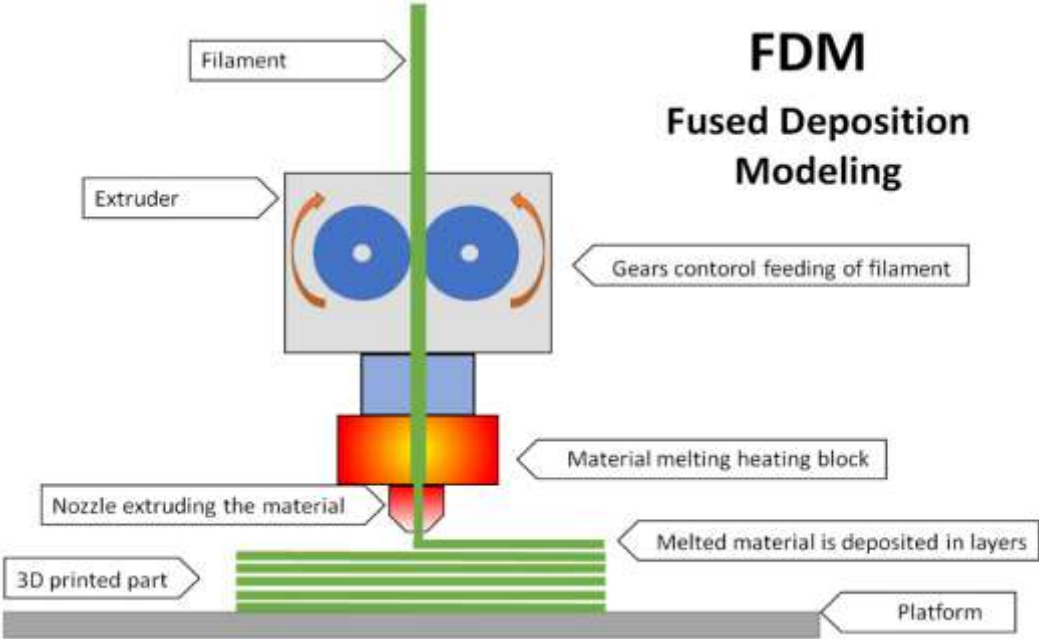 FDM
Fused Deposition
Modeling
Filament
Extruder
Gears contorol feeding of filament
Material melting heating block
Nozzle extruding the material
Melted material is deposited in layers
3D printed part
Platform